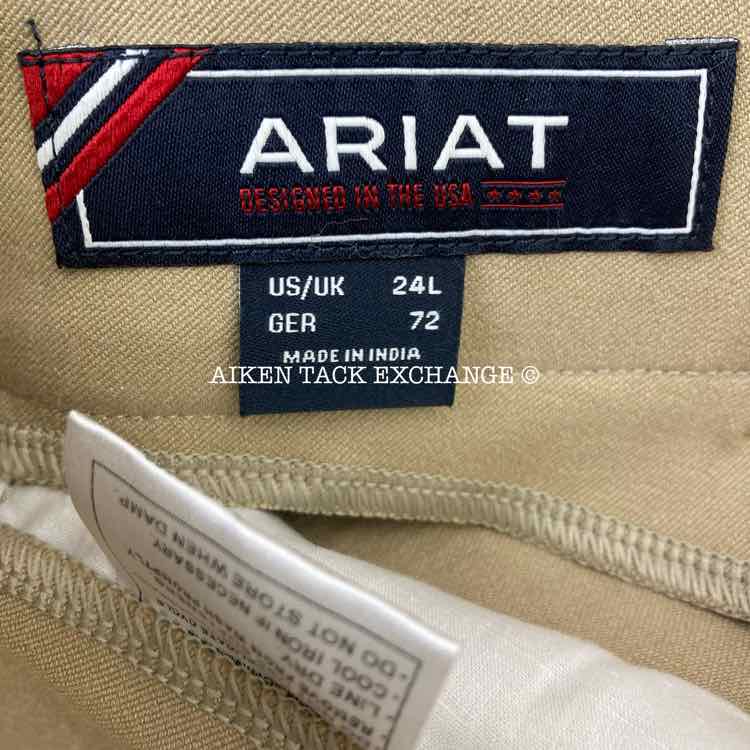 ARIAT
DESIGNED IN THE USA
US/UK 24L
GER 72
MADE IN INDIA
AIKEN TACK EXCHANGE ©
· DO NOT STORE WHEN DAMP
· COOL IRON IF NECESSARY
LINE DRY